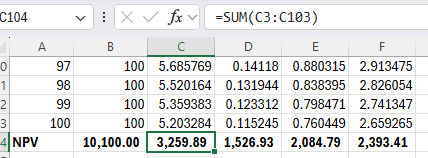 C104 fx =SUM(C3:C103)
A B C D E F
0 97 100 5.685769 0.14118 0.880315 2.913475
1 98 100 5.520164 0.131944 0.838395 2.826054
2 99 100 5.359383 0.123312 0.798471 2.741347
3 100 100 5.203284 0.115245 0.760449 2.659265
4 NPV 10,100.00 3,259.89 1,526.93 2,084.79 2,393.41